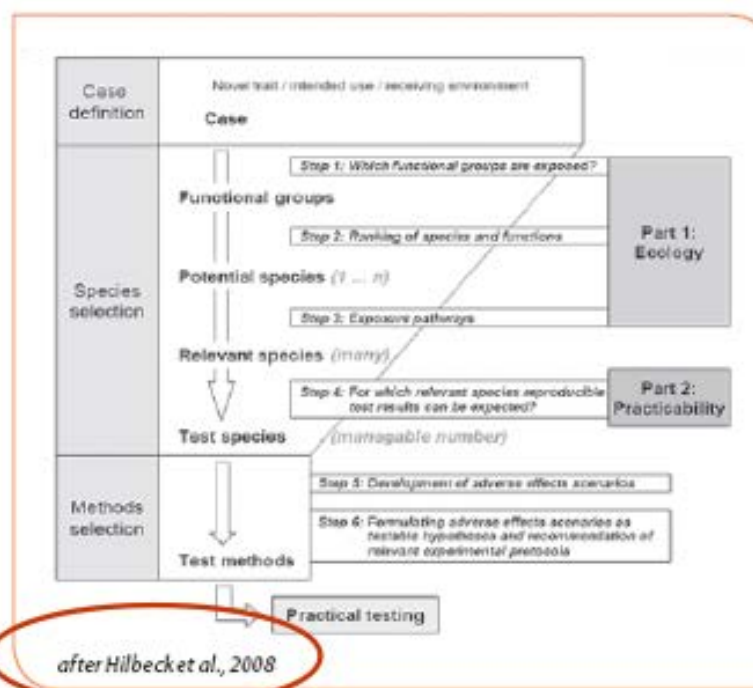 Case
definition
Novel trait / intended use / receiving environment
Case
Species
selection
Step 1: Which functional groups are exposed?
Functional groups
Step 2: Ranking of species and functions
Potential species (1 ... n)
Step 3: Exposure pathways
Relevant species (many)
Part 1:
Ecology
Step 4: For which relevant species reproducible
test results can be expected?
Test species (managable number)
Part 2:
Practicability
Methods
selection
Step 5: Development of adverse effects scenarios
Step 6: Formulating adverse effects scenarios as
testable hypotheses and recommendation of
relevant experimental protocols
Test methods
Practical testing
after Hilbeck et al., 2008